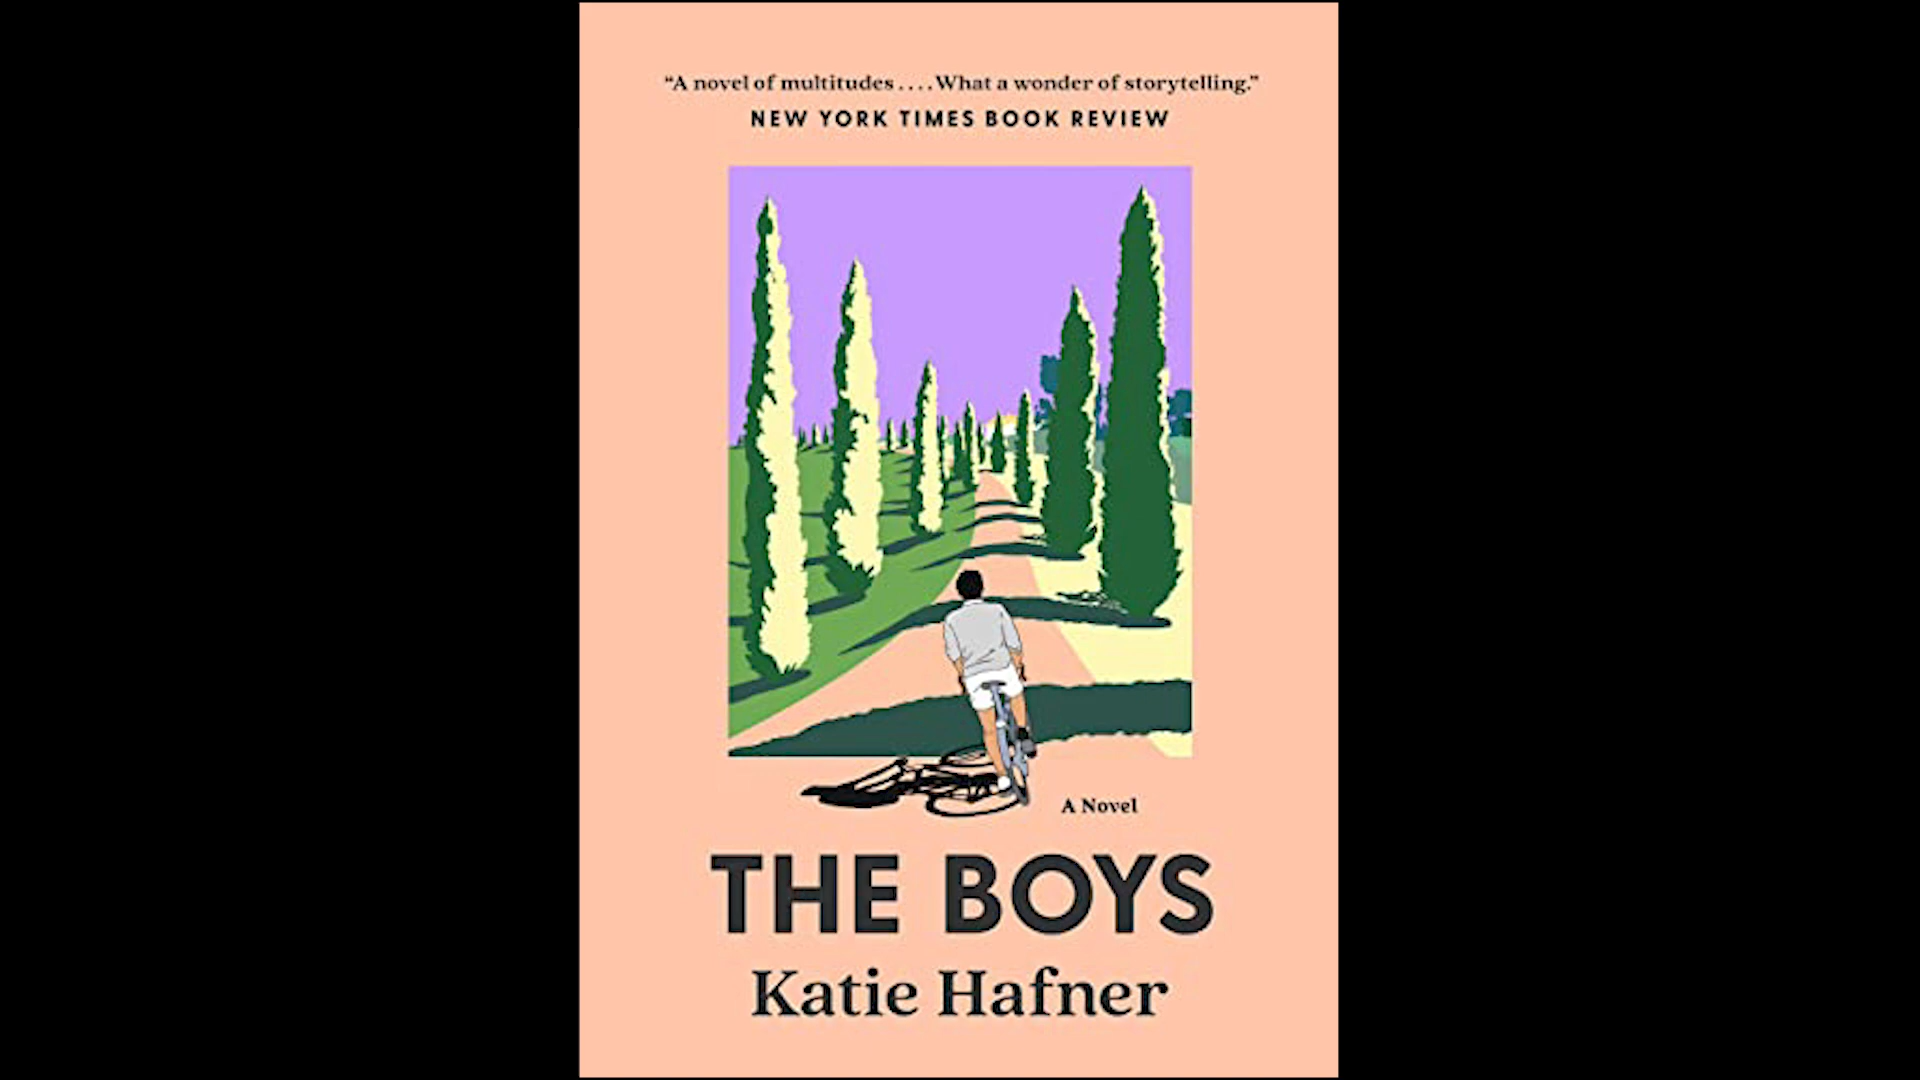 “A novel of multitudes . . . . What a wonder of storytelling.”
NEW YORK TIMES BOOK REVIEW
A Novel
THE BOYS
Katie Hafner